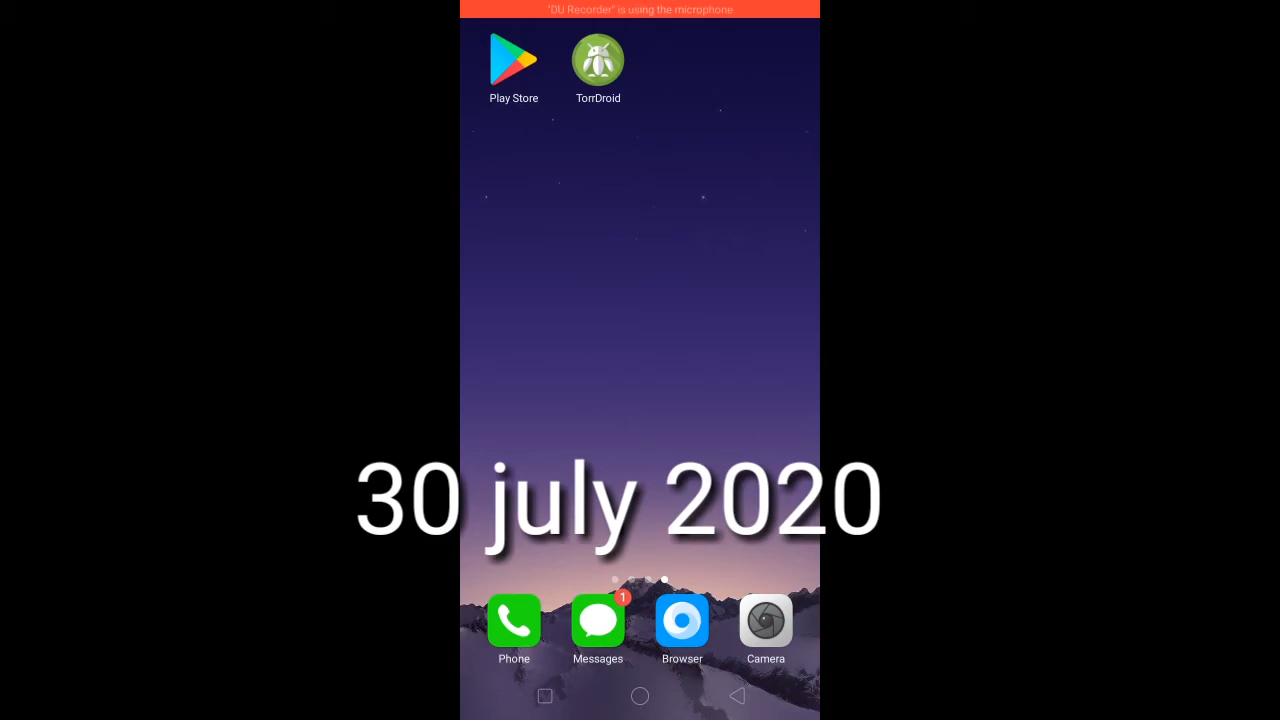 "DU Recorder" is using the microphone
Play Store
TorrDroid
30 july 2020
1
Phone
Messages
Browser
Camera